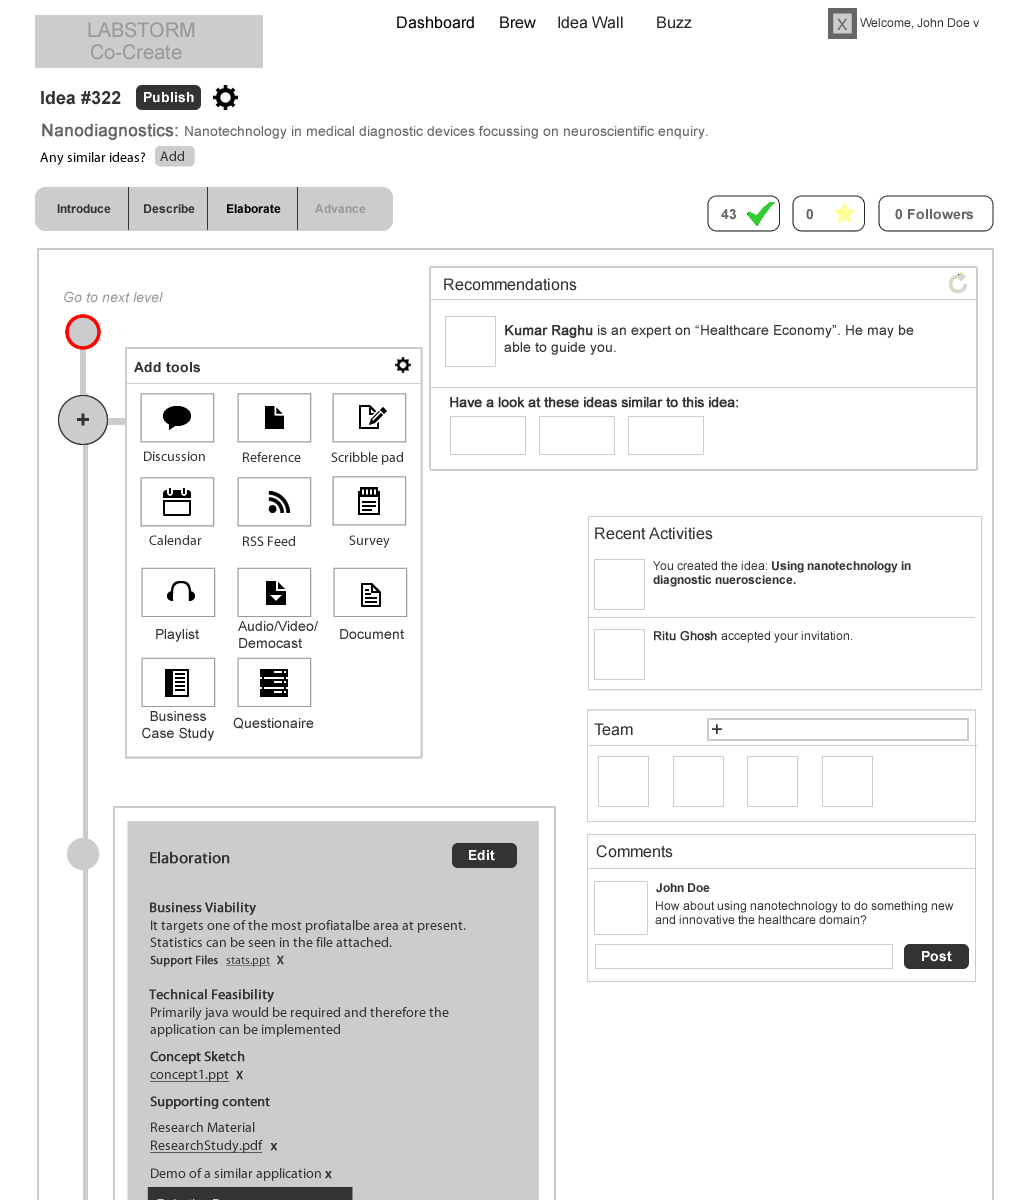 LABSTORM
Co-Create
Dashboard Brew Idea Wall Buzz
X Welcome, John Doe v
Idea #322 Publish
Nanodiagnostics: Nanotechnology in medical diagnostic devices focussing on neuroscientific enquiry.
Any similar ideas? Add
Introduce Describe Elaborate Advance
43 0 0 Followers
Go to next level
+
Add tools
Discussion Reference Scribble pad
Calendar RSS Feed Survey
Playlist Audio/Video/
Democast Document
Business
Case Study Questionaire
Recommendations
Kumar Raghu is an expert on “Healthcare Economy”. He may be
able to guide you.
Have a look at these ideas similar to this idea:
Recent Activities
You created the idea: Using nanotechnology in
diagnostic nueroscience.
Ritu Ghosh accepted your invitation.
Team +
Comments
John Doe
How about using nanotechnology to do something new
and innovative the healthcare domain?
Post
Elaboration Edit
Business Viability
It targets one of the most profiatalbe area at present.
Statistics can be seen in the file attached.
Support Files stats.ppt X
Technical Feasibility
Primarily java would be required and therefore the
application can be implemented
Concept Sketch
concept1.ppt X
Supporting content
Research Material
ResearchStudy.pdf x
Demo of a similar application x